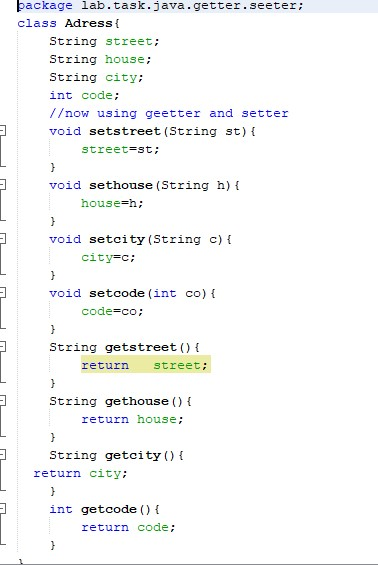 package lab.task.java.getter.seeter;
class Adress{
    String street;
    String house;
    String city;
    int code;
    //now using geetter and setter
    void setstreet(String st){
        street=st;
    }
    void sethouse(String h){
        house=h;
    }
    void setcity(String c){
        city=c;
    }
    void setcode(int co){
        code=co;
    }
    String getstreet(){
        return   street;
    }
    String gethouse(){
        return house;
    }
    String getcity(){
  return city;
    }
    int getcode(){
        return code;
    }
}